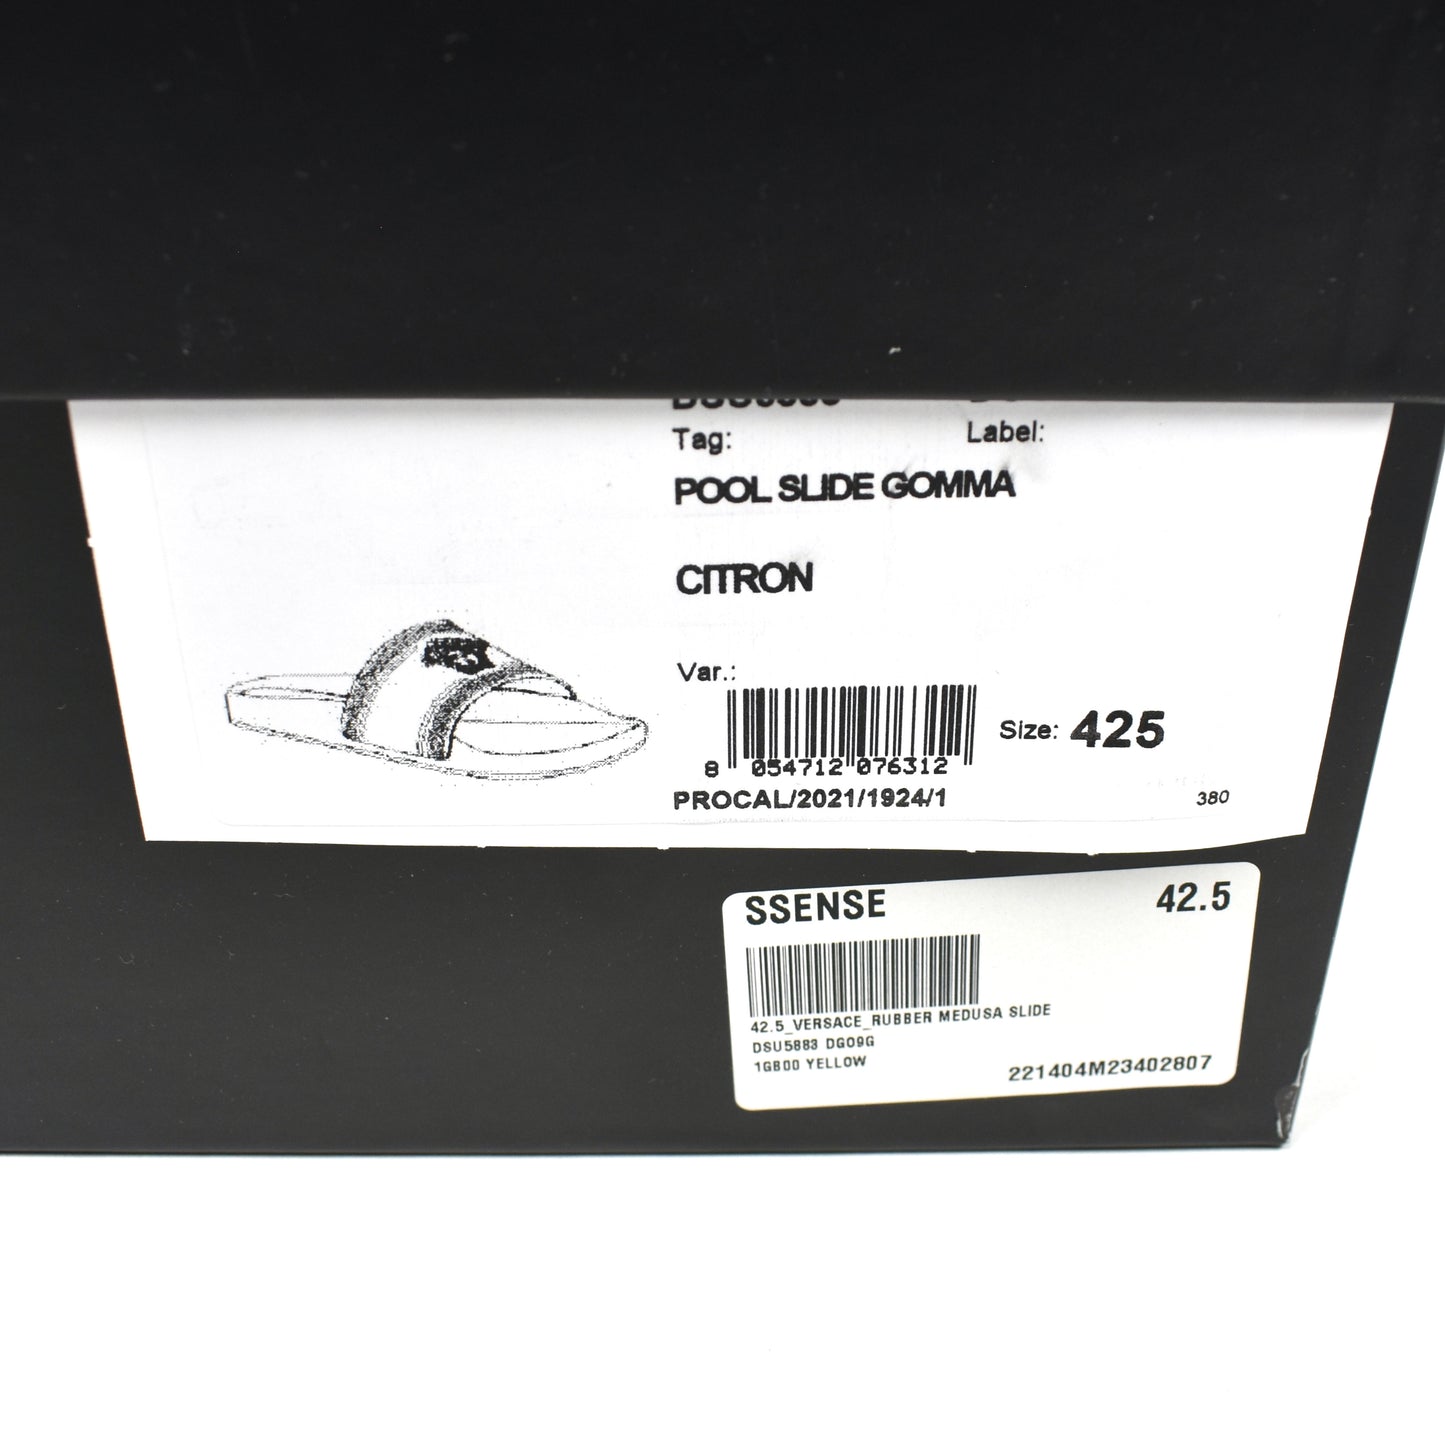 Tag: Label:
POOL SLIDE GOMMA
CITRON
Var.:
8 054712 076312
Size: 425
PROCAL/2021/1924/1
380
SSENSE 42.5
42.5_VERSACE_RUBBER MEDUSA SLIDE
DSU5883 DG09G
1GB00 YELLOW
221404M23402807